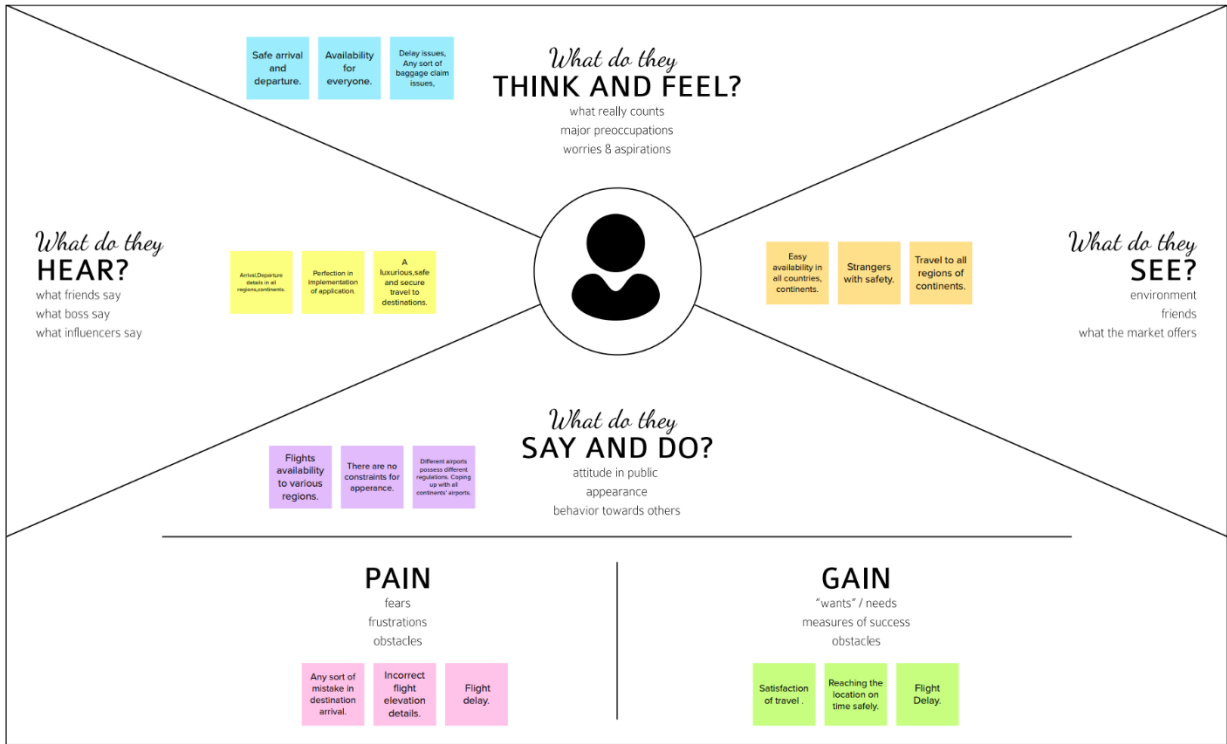 Safe arrival
and
departure.
Availability
for
everyone.
Delay issues,
Any sort of
baggage claim
issues,
What do they
THINK AND FEEL?
what really counts
major preoccupations
worries & aspirations
What do they
HEAR?
what friends say
what boss say
what influencers say
Arrival,Departure
details in all
regions,continents.
Perfection in
implementation
of application.
A
luxurious,safe
and secure
travel to
destinations.
Easy
availability in
all countries,
continents.
Strangers
with safety.
Travel to all
regions of
continents.
What do they
SEE?
environment
friends
what the market offers
What do they
SAY AND DO?
attitude in public
appearance
behavior towards others
Flights
availability
to various
regions.
There are no
constraints for
apperance.
Different airports
possess different
regulations. Coping
up with all
continents' airports.
PAIN
fears
frustrations
obstacles
Any sort of
mistake in
destination
arrival.
Incorrect
flight
elevation
details.
Flight
delay.
GAIN
"wants" / needs
measures of success
obstacles
Satisfaction
of travel .
Reaching the
location on
time safely.
Flight
Delay.